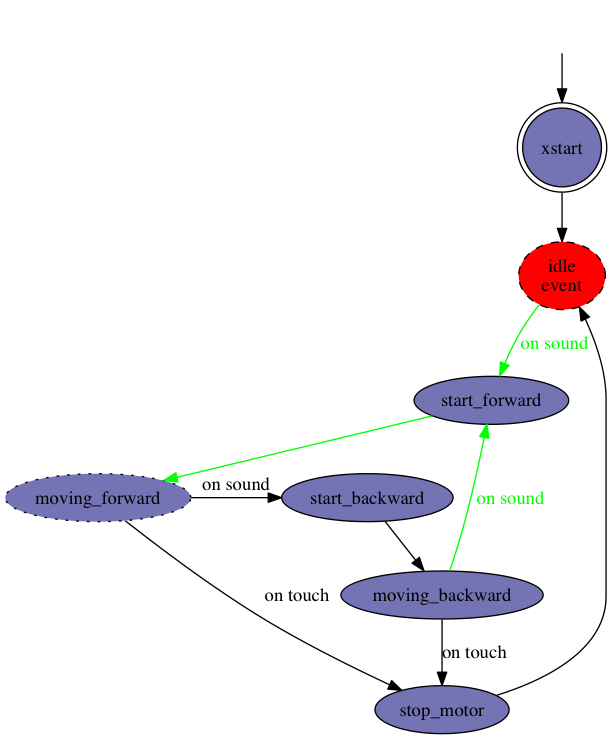 xstart
idle
event
on sound
start_forward
on sound
moving_forward
start_backward
on sound
on touch
moving_backward
on touch
stop_motor